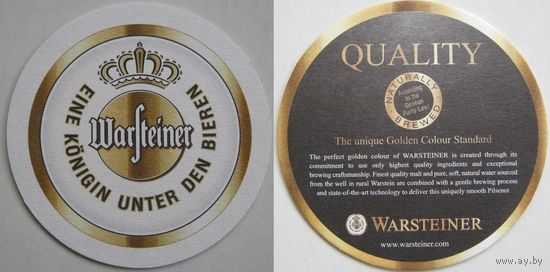 Warsteiner
EINE KÖNIGIN UNTER DEN BIEREN
QUALITY
NATURALLY
According
to the
German
Purity Law
BREWED
The unique Golden Colour Standard
The perfect golden colour of WARSTEINER is created through its
commitment to use only highest quality ingredients and exceptional
brewing craftsmanship. Finest quality malt and pure, soft, natural water sourced
from the well in rural Warstein are combined with a gentle brewing process
and state-of-the-art technology to deliver this uniquely smooth Pilsener.
WARSTEINER
www.warsteiner.com
www.ay.by